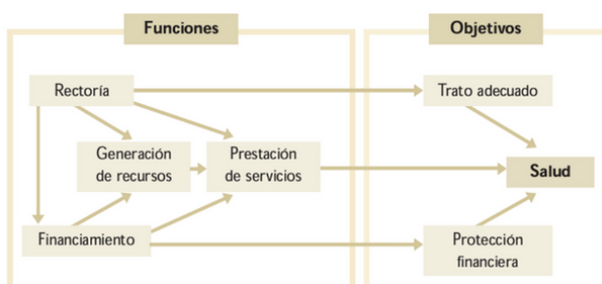 Funciones
Objetivos
Rectoría
Trato adecuado
Generación
de recursos
Prestación
de servicios
Salud
Financiamiento
Protección
financiera